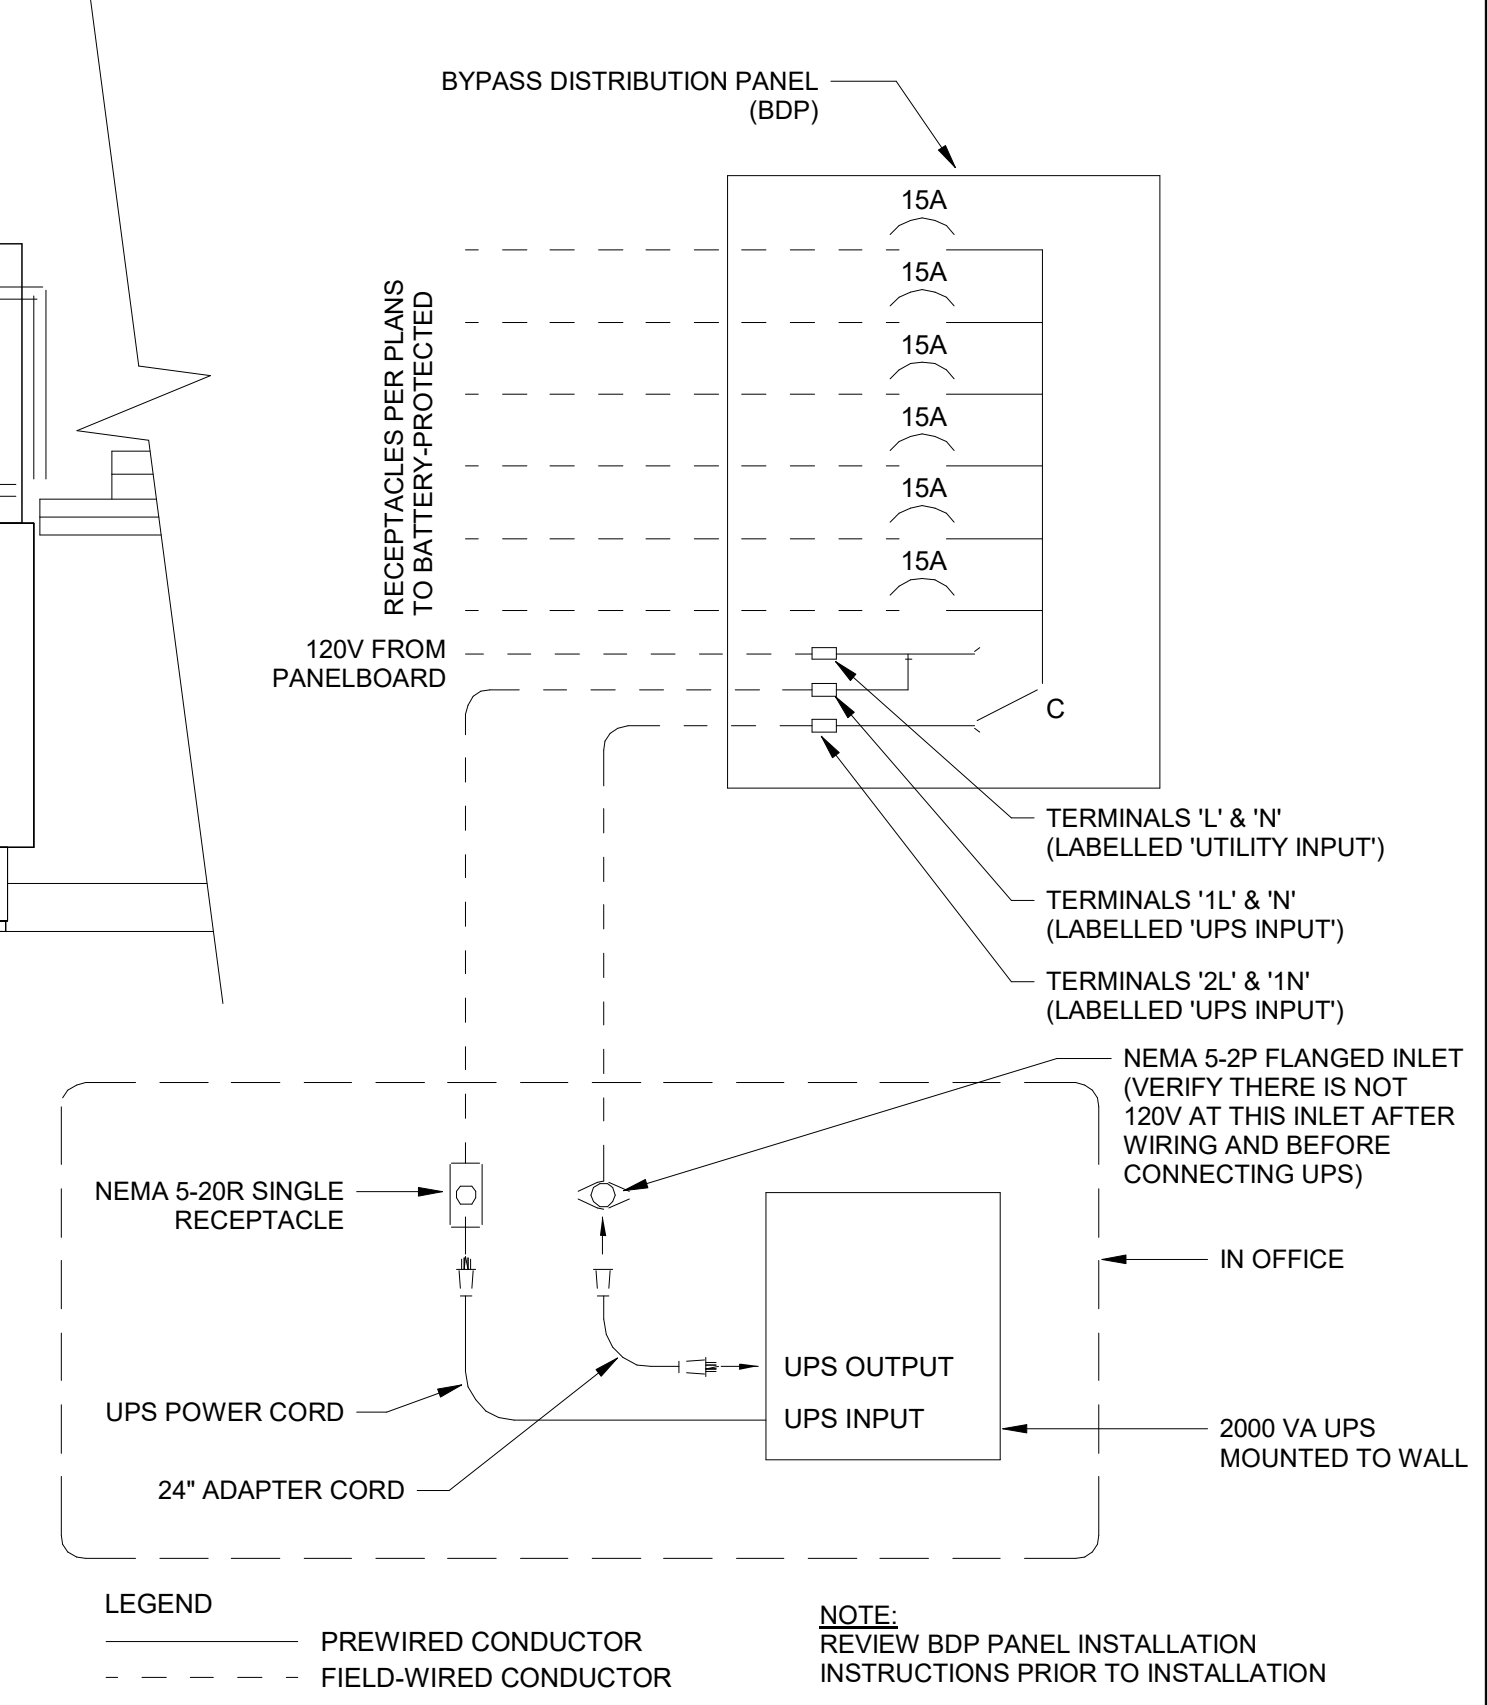 BYPASS DISTRIBUTION PANEL
(BDP)
15A
15A
15A
15A
15A
15A
RECEPTACLES PER PLANS
TO BATTERY-PROTECTED
120V FROM
PANELBOARD
C
TERMINALS 'L' & 'N'
(LABELLED 'UTILITY INPUT')
TERMINALS '1L' & 'N'
(LABELLED 'UPS INPUT')
TERMINALS '2L' & '1N'
(LABELLED 'UPS INPUT')
NEMA 5-2P FLANGED INLET
(VERIFY THERE IS NOT
120V AT THIS INLET AFTER
WIRING AND BEFORE
CONNECTING UPS)
NEMA 5-20R SINGLE
RECEPTACLE
IN OFFICE
UPS OUTPUT
UPS INPUT
UPS POWER CORD
2000 VA UPS
MOUNTED TO WALL
24" ADAPTER CORD
LEGEND
PREWIRED CONDUCTOR
FIELD-WIRED CONDUCTOR
NOTE:
REVIEW BDP PANEL INSTALLATION
INSTRUCTIONS PRIOR TO INSTALLATION